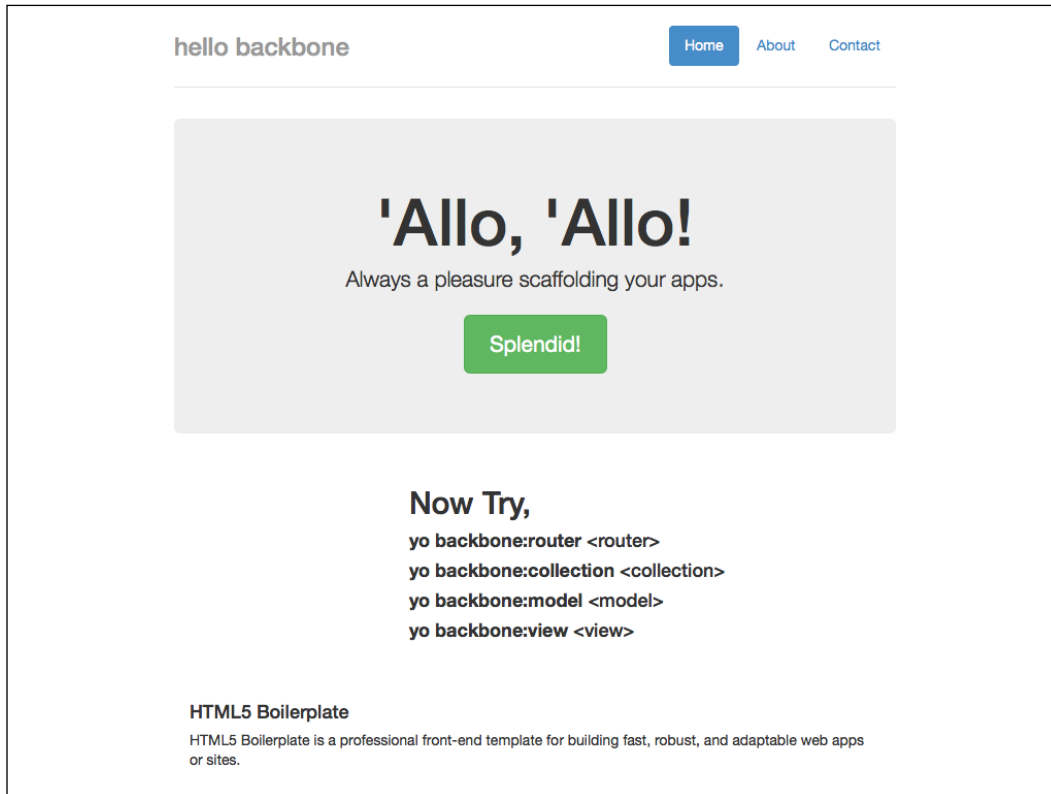 hello backbone
Home About Contact
'Allo, 'Allo!
Always a pleasure scaffolding your apps.
Splendid!
Now Try,
yo backbone:router <router>
yo backbone:collection <collection>
yo backbone:model <model>
yo backbone:view <view>
HTML5 Boilerplate
HTML5 Boilerplate is a professional front-end template for building fast, robust, and adaptable web apps
or sites.